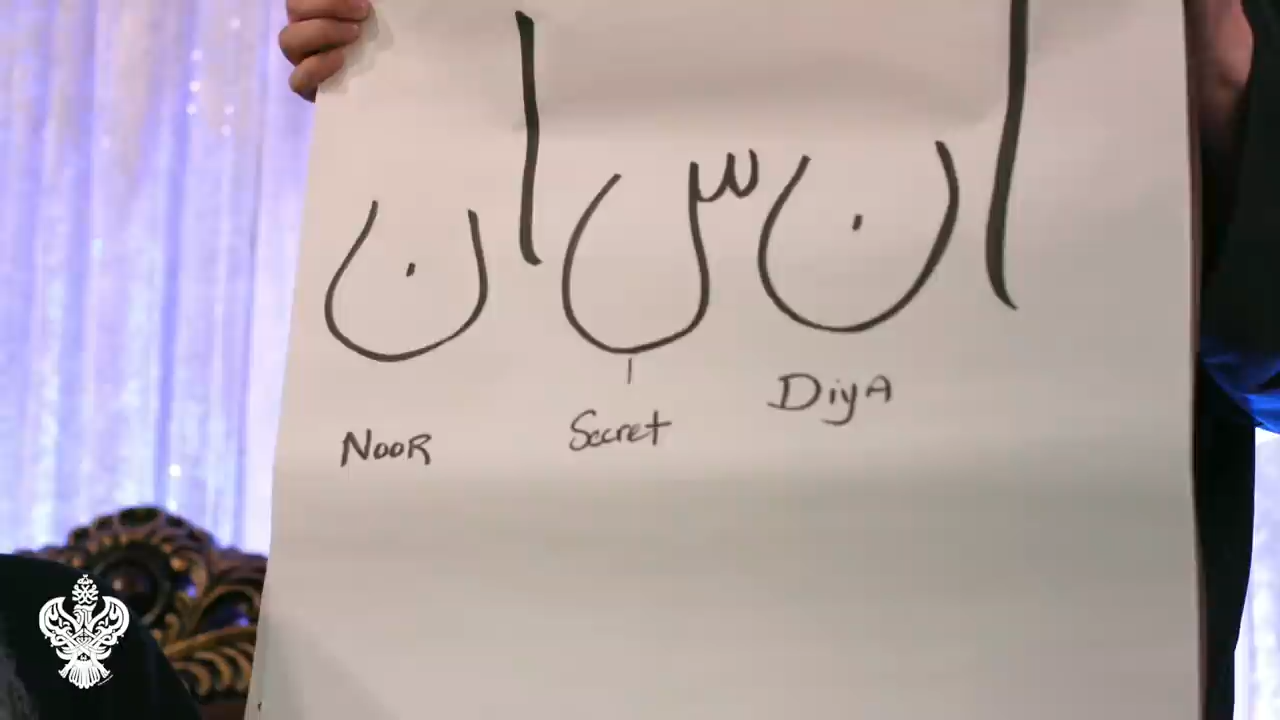 ا ن س ا ن
Diya
Secret
Noor